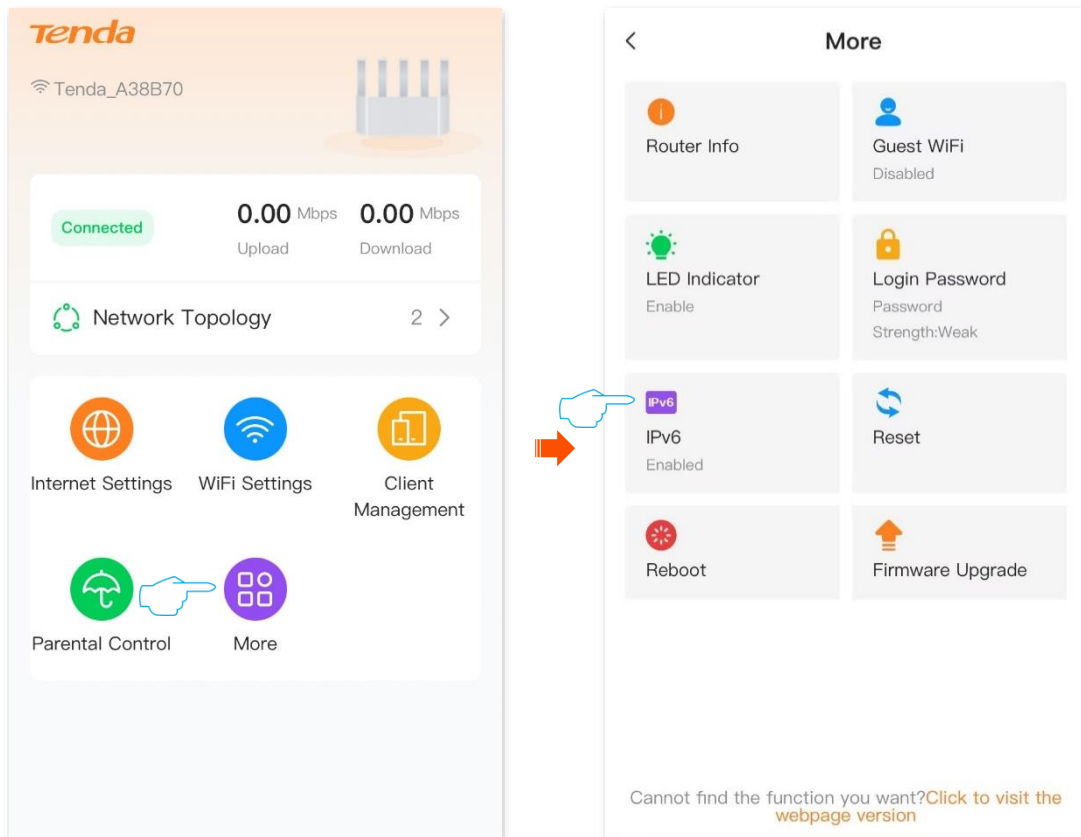 Tenda
Tenda_A38B70
Connected
0.00 Mbps
Upload
0.00 Mbps
Download
Network Topology
2
Internet Settings
WiFi Settings
Client
Management
Parental Control
More
More
Router Info
Guest WiFi
Disabled
LED Indicator
Enable
Login Password
Password
Strength:Weak
IPv6
IPv6
Enabled
Reset
Reboot
Firmware Upgrade
Cannot find the function you want?Click to visit the
webpage version